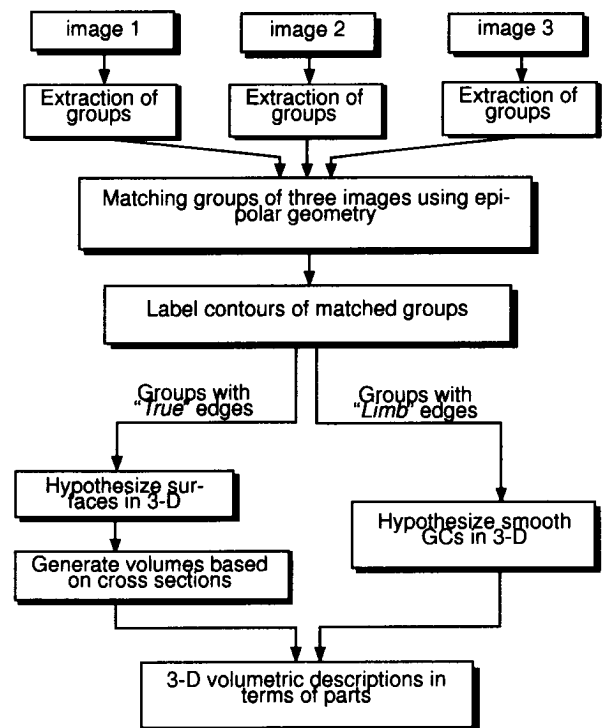 image 1
image 2
image 3
Extraction of
groups
Extraction of
groups
Extraction of
groups
Matching groups of three images using epi-
polar geometry
Label contours of matched groups
Groups with
"True" edges
Groups with
"Limb" edges
Hypothesize sur-
faces in 3-D
Generate volumes based
on cross sections
Hypothesize smooth
GCs in 3-D
3-D volumetric descriptions in
terms of parts